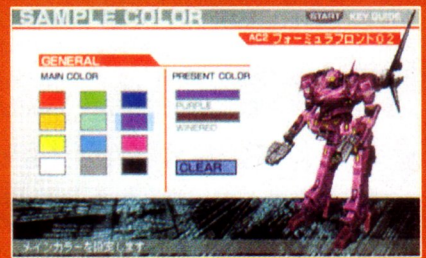 SAMPLE COLOR
START KEY GUIDE
AC2 フォーミュラフロント02
GENERAL
MAIN COLOR
PRESENT COLOR
PURPLE
WINERED
CLEAR
メインカラーを設定します